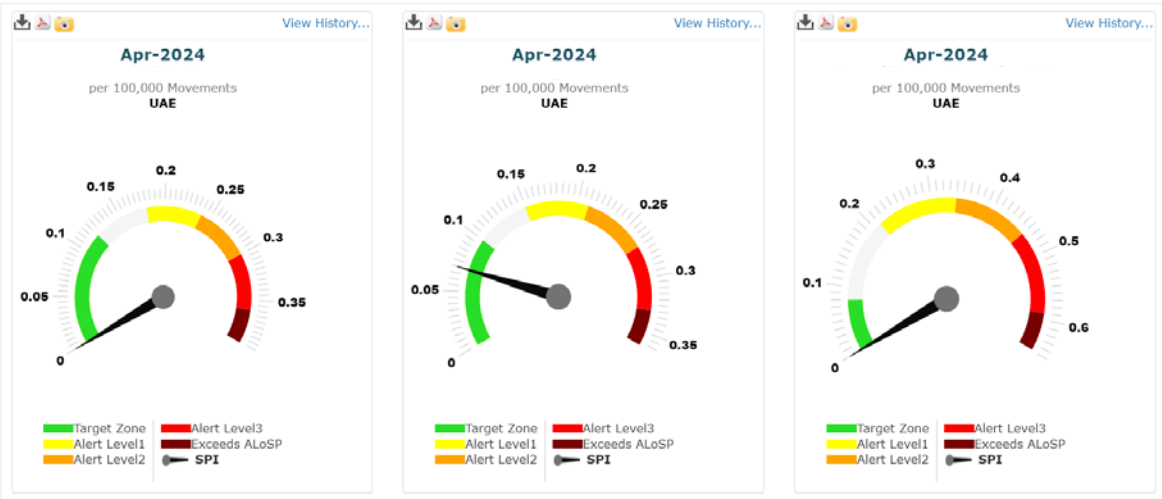 View History...
Apr-2024
per 100,000 Movements
UAE
0
0.05
0.1
0.15
0.2
0.25
0.3
0.35
Target Zone
Alert Level3
Alert Level1
Exceeds ALoSP
Alert Level2
SPI
View History...
Apr-2024
per 100,000 Movements
UAE
0
0.05
0.1
0.15
0.2
0.25
0.3
0.35
Target Zone
Alert Level3
Alert Level1
Exceeds ALoSP
Alert Level2
SPI
View History...
Apr-2024
per 100,000 Movements
UAE
0
0.1
0.2
0.3
0.4
0.5
0.6
Target Zone
Alert Level3
Alert Level1
Exceeds ALoSP
Alert Level2
SPI